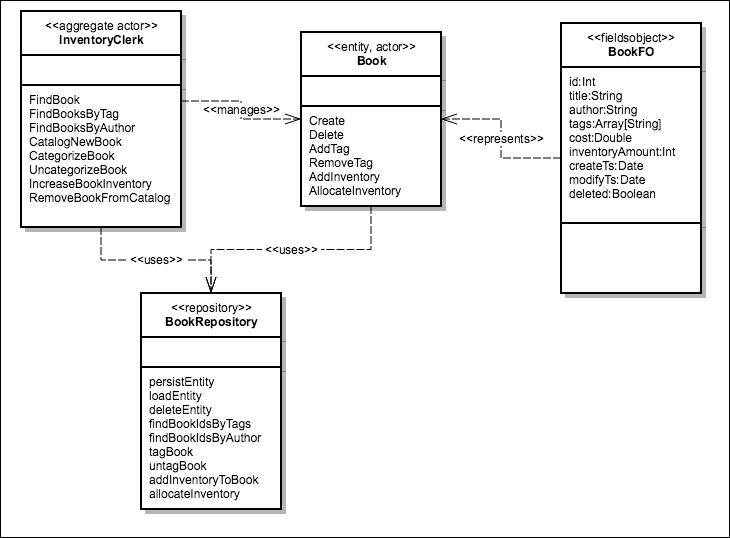 <<aggregate actor>>
InventoryClerk
FindBook
FindBooksByTag
FindBooksByAuthor
CatalogNewBook
CategorizeBook
UncategorizeBook
IncreaseBookInventory
RemoveBookFromCatalog
<<manages>>
<<entity, actor>>
Book
Create
Delete
AddTag
RemoveTag
AddInventory
AllocateInventory
<<represents>>
<<fieldsobject>>
BookFO
id:Int
title:String
author:String
tags:Array[String]
cost:Double
inventoryAmount:Int
createTs:Date
modifyTs:Date
deleted:Boolean
<<uses>>
<<uses>>
<<repository>>
BookRepository
persistEntity
loadEntity
deleteEntity
findBookIdsByTags
findBookIdsByAuthor
tagBook
untagBook
addInventoryToBook
allocateInventory